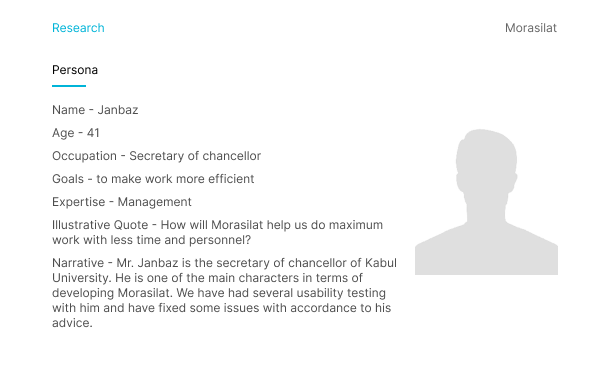 Research
Morasilat
Persona
Name - Janbaz
Age - 41
Occupation - Secretary of chancellor
Goals - to make work more efficient
Expertise - Management
Illustrative Quote - How will Morasilat help us do maximum
work with less time and personnel?
Narrative - Mr. Janbaz is the secretary of chancellor of Kabul
University. He is one of the main characters in terms of
developing Morasilat. We have had several usability testing
with him and have fixed some issues with accordance to his
advice.